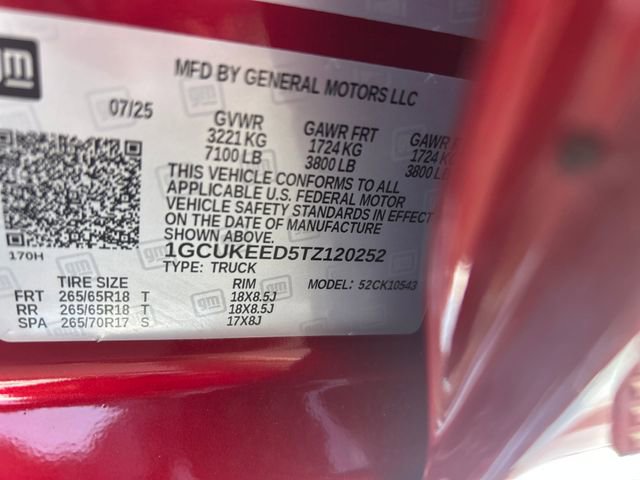 gm
MFD BY GENERAL MOTORS LLC
07/25
GVWR GAWR FRT GAWR
3221 KG 1724 KG 1724 KG
7100 LB 3800 LB 3800 LB
THIS VEHICLE CONFORMS TO ALL
APPLICABLE U.S. FEDERAL MOTOR
VEHICLE SAFETY STANDARDS IN EFFECT
ON THE DATE OF MANUFACTURE
SHOWN ABOVE.
170H
1GCUKEED5TZ120252
TYPE: TRUCK
TIRE SIZE RIM MODEL: 52CK10543
FRT 265/65R18 T 18X8.5J
RR 265/65R18 T 18X8.5J
SPA 265/70R17 S 17X8J